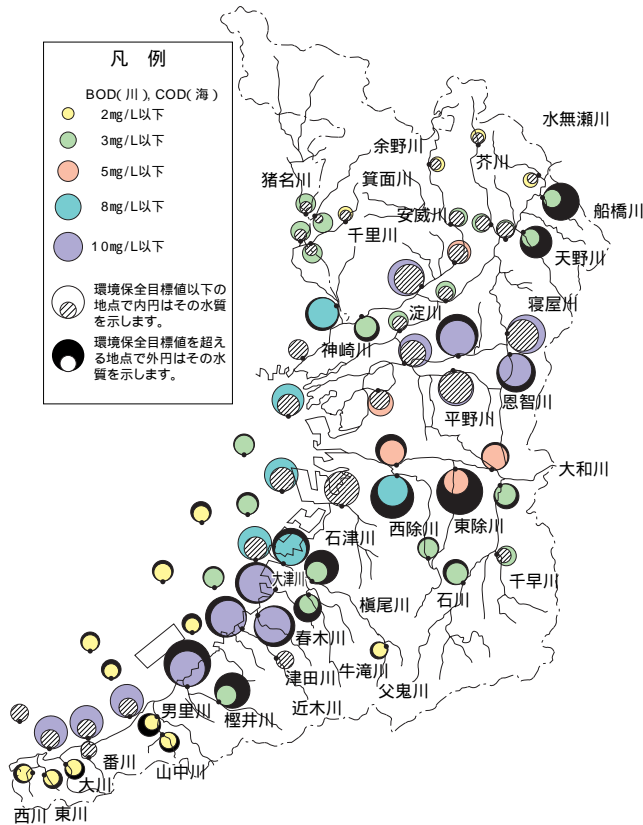 凡 例
BOD(川), COD(海)
2mg/L以下
3mg/L以下
5mg/L以下
8mg/L以下
10mg/L以下
環境保全目標値以下の
地点で内円はその水質
を示します。
環境保全目標値を超え
る地点で外円はその水
質を示します。
水無瀬川
余野川
芥川
箕面川
猪名川
船橋川
安威川
千里川
天野川
寝屋川
淀川
神崎川
恩智川
平野川
大和川
西除川
東除川
石津川
千早川
大津川
石川
槇尾川
春木川
牛滝川
津田川
父鬼川
近木川
男里川
樫井川
番川
山中川
大川
西川
東川